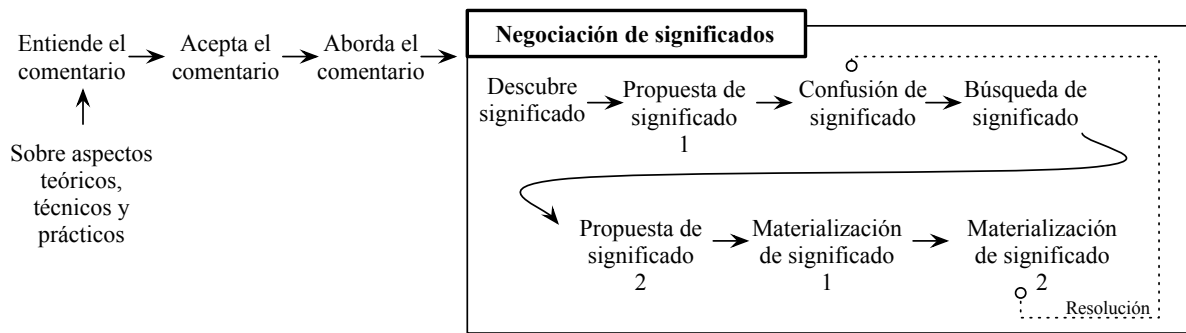 Negociación de significados
Entiende el
comentario
Acepta el
comentario
Aborda el
comentario
Sobre aspectos
teóricos,
técnicos y
prácticos
Descubre
significado
Propuesta de
significado
1
Confusión de
significado
Búsqueda de
significado
Propuesta de
significado
2
Materialización
de significado
1
Materialización
de significado
2
Resolución